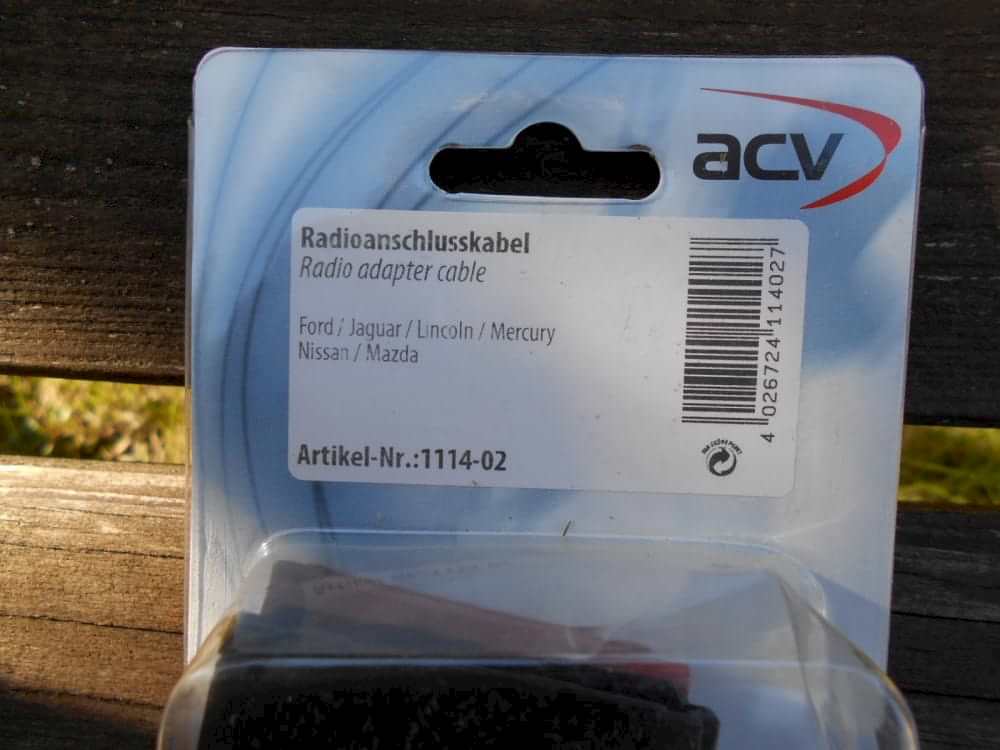 acv
Radioanschlusskabel
Radio adapter cable
Ford / Jaguar / Lincoln / Mercury
Nissan / Mazda
Artikel-Nr.:1114-02
4 026724 114027